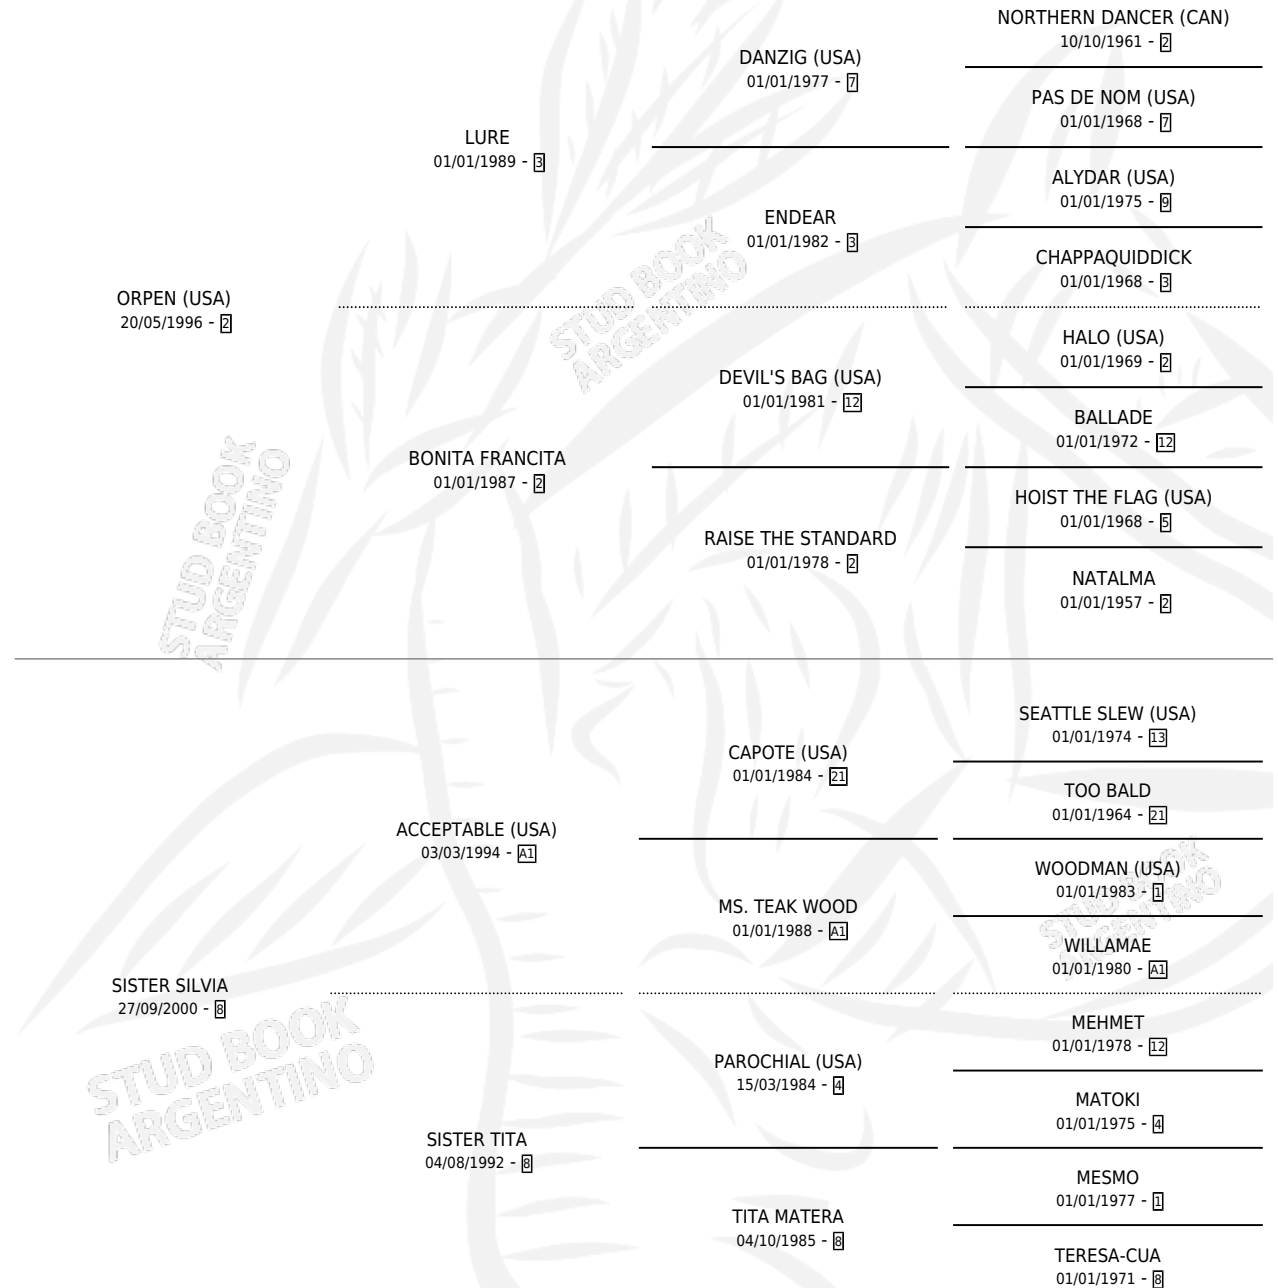 NORTHERN DANCER (CAN)
10/10/1961 - 2
DANZIG (USA)
01/01/1977 - 7
PAS DE NOM (USA)
01/01/1968 - 7
LURE
01/01/1989 - 3
ALYDAR (USA)
01/01/1975 - 9
ENDEAR
01/01/1982 - 3
CHAPPAQUIDDICK
01/01/1968 - 3
ORPEN (USA)
20/05/1996 - 2
HALO (USA)
01/01/1969 - 2
DEVIL'S BAG (USA)
01/01/1981 - 12
BALLADE
01/01/1972 - 12
BONITA FRANCITA
01/01/1987 - 2
HOIST THE FLAG (USA)
01/01/1968 - 5
RAISE THE STANDARD
01/01/1978 - 2
NATALMA
01/01/1957 - 2
SEATTLE SLEW (USA)
01/01/1974 - 13
CAPOTE (USA)
01/01/1984 - 21
TOO BALD
01/01/1964 - 21
ACCEPTABLE (USA)
03/03/1994 - A1
WOODMAN (USA)
01/01/1983 - 1
MS. TEAK WOOD
01/01/1988 - A1
WILLAMAE
01/01/1980 - A1
SISTER SILVIA
27/09/2000 - 8
MEHMET
01/01/1978 - 12
PAROCHIAL (USA)
15/03/1984 - 4
MATOKI
01/01/1975 - 4
SISTER TITA
04/08/1992 - 8
MESMO
01/01/1977 - 1
TITA MATERA
04/10/1985 - 8
TERESA-CUA
01/01/1971 - 8
STUD BOOK
ARGENTINO
STUD BOOK
ARGENTINO
STUD BOOK
ARGENTINO
STUD BOOK
ARGENTINO